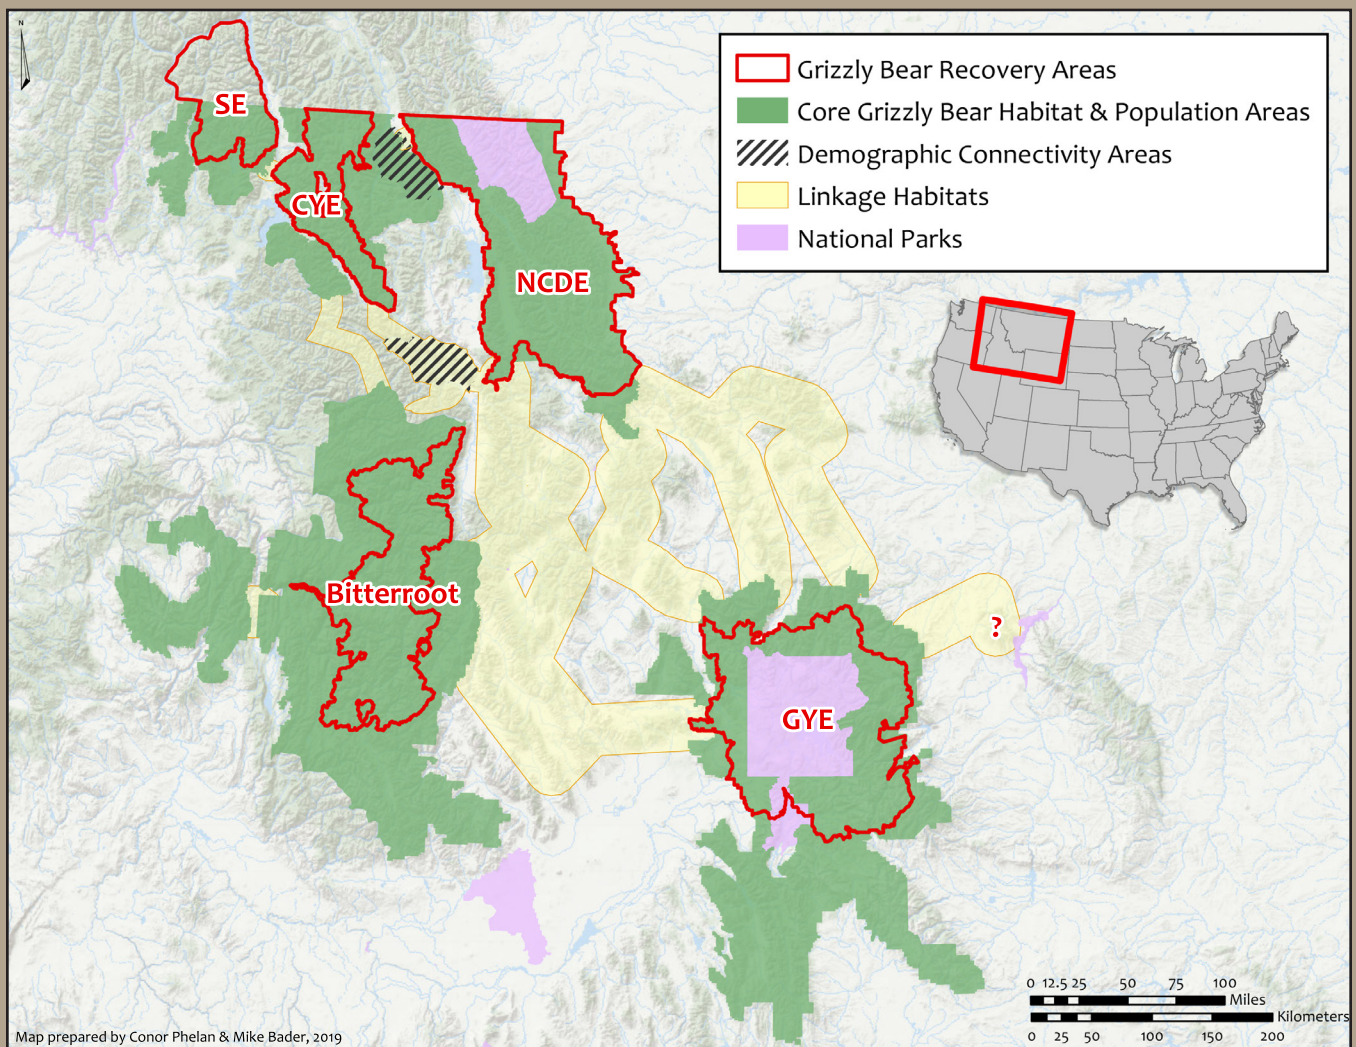 N
Grizzly Bear Recovery Areas
Core Grizzly Bear Habitat & Population Areas
Demographic Connectivity Areas
Linkage Habitats
National Parks
SE
CYE
NCDE
Bitterroot
?
GYE
0 12.5 25 50 75 100
Miles
Kilometers
0 25 50 100 150 200
Map prepared by Conor Phelan & Mike Bader, 2019